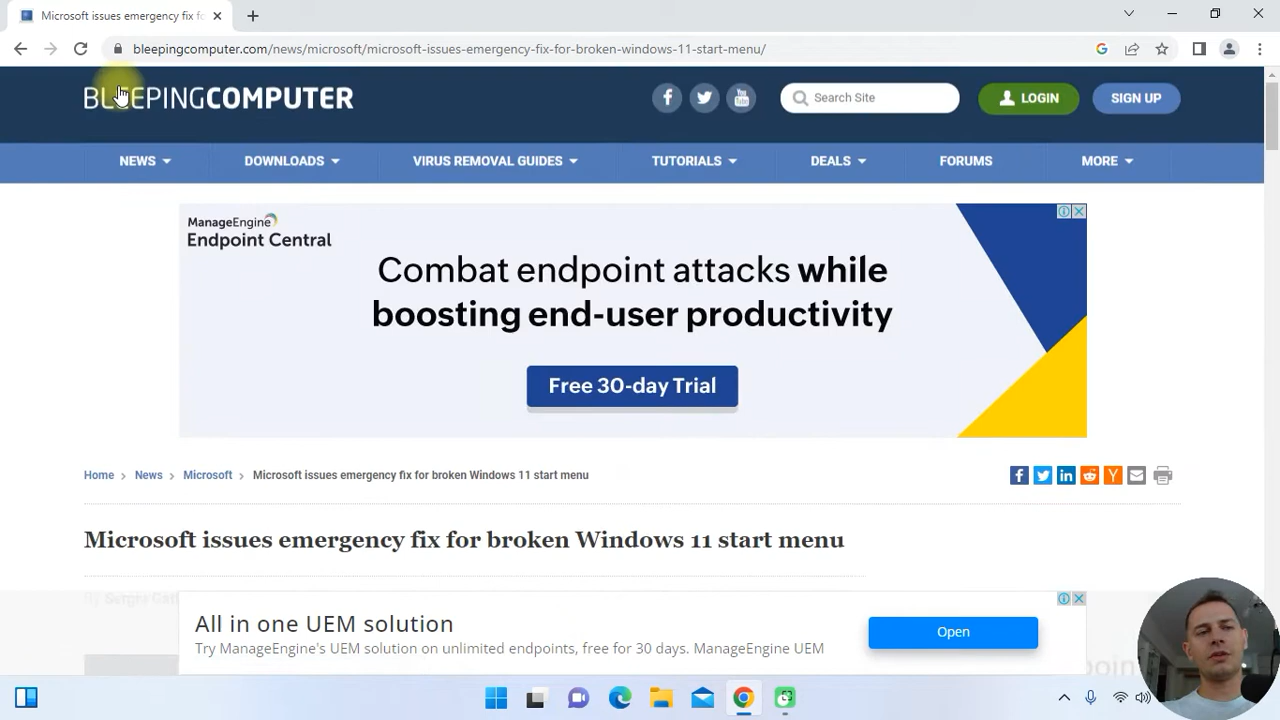 Microsoft issues emergency fix fo
bleepingcomputer.com/news/microsoft/microsoft-issues-emergency-fix-for-broken-windows-11-start-menu/
BLEEPINGCOMPUTER
Search Site
LOGIN
SIGN UP
NEWS
DOWNLOADS
VIRUS REMOVAL GUIDES
TUTORIALS
DEALS
FORUMS
MORE
ManageEngine
Endpoint Central
Combat endpoint attacks while
boosting end-user productivity
Free 30-day Trial
Home > News > Microsoft > Microsoft issues emergency fix for broken Windows 11 start menu
Microsoft issues emergency fix for broken Windows 11 start menu
By Sergiu
All in one UEM solution
Try ManageEngine's UEM solution on unlimited endpoints, free for 30 days. ManageEngine UEM
Open